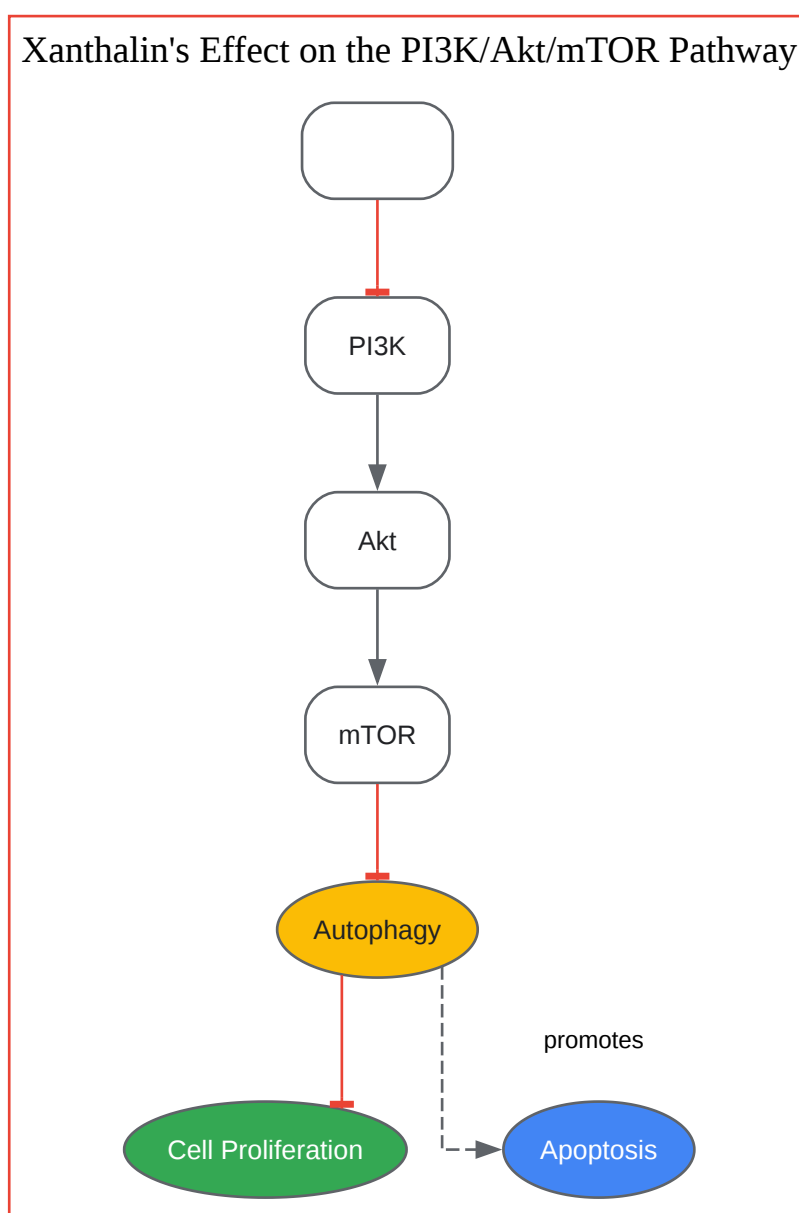 Xanthalin's Effect on the PI3K/Akt/mTOR Pathway
PI3K
Akt
mTOR
Autophagy
promotes
Cell Proliferation
Apoptosis